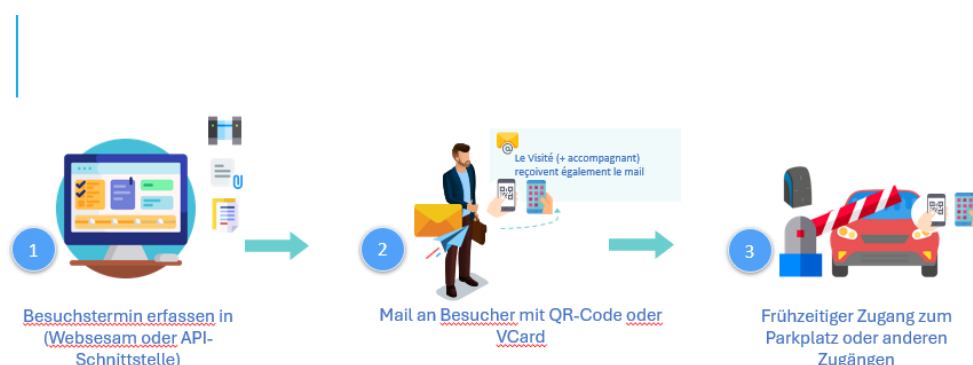 Le Visité (+ accompagnant)
reçoivent également le mail
1
2
3
Besuchstermin erfassen in
(Websesam oder API-
Schnittstelle)
Mail an Besucher mit QR-Code oder
VCard
Frühzeitiger Zugang zum
Parkplatz oder anderen
Zugängen